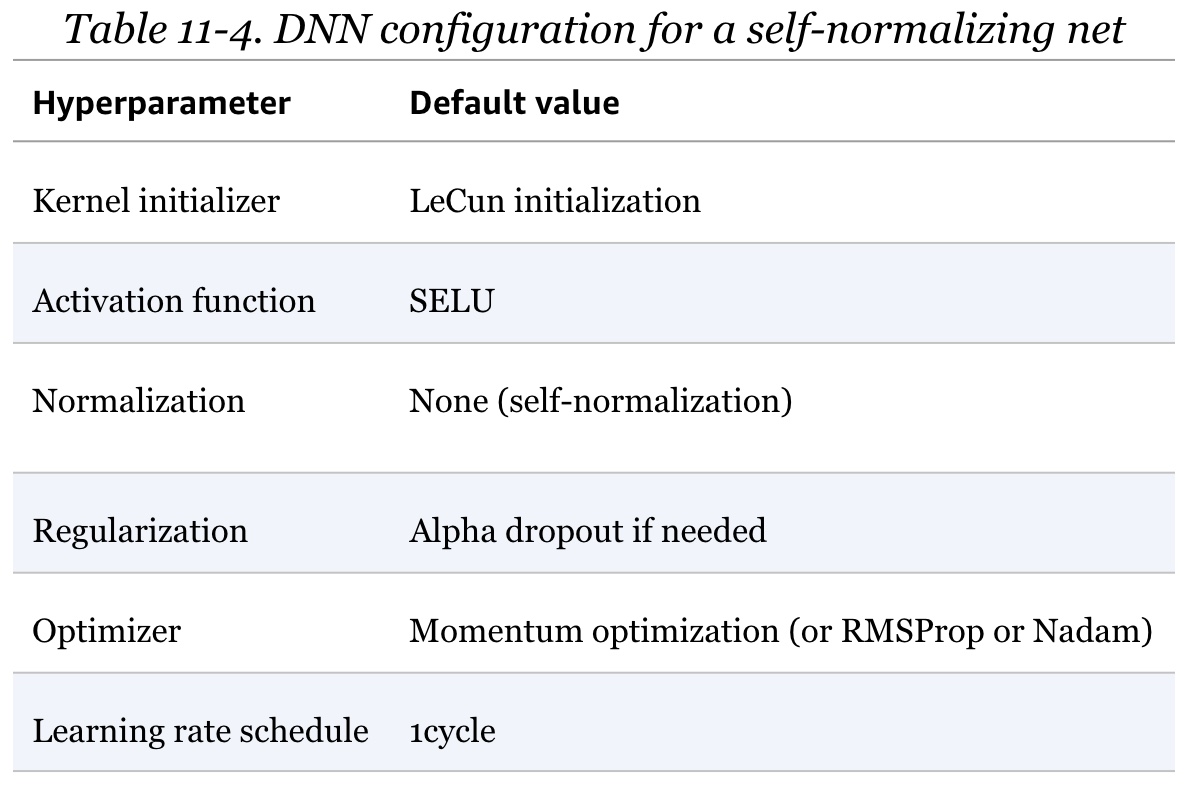 Table 11-4. DNN configuration for a self-normalizing net
Hyperparameter Default value
Kernel initializer LeCun initialization
Activation function SELU
Normalization None (self-normalization)
Regularization Alpha dropout if needed
Optimizer Momentum optimization (or RMSProp or Nadam)
Learning rate schedule 1cycle